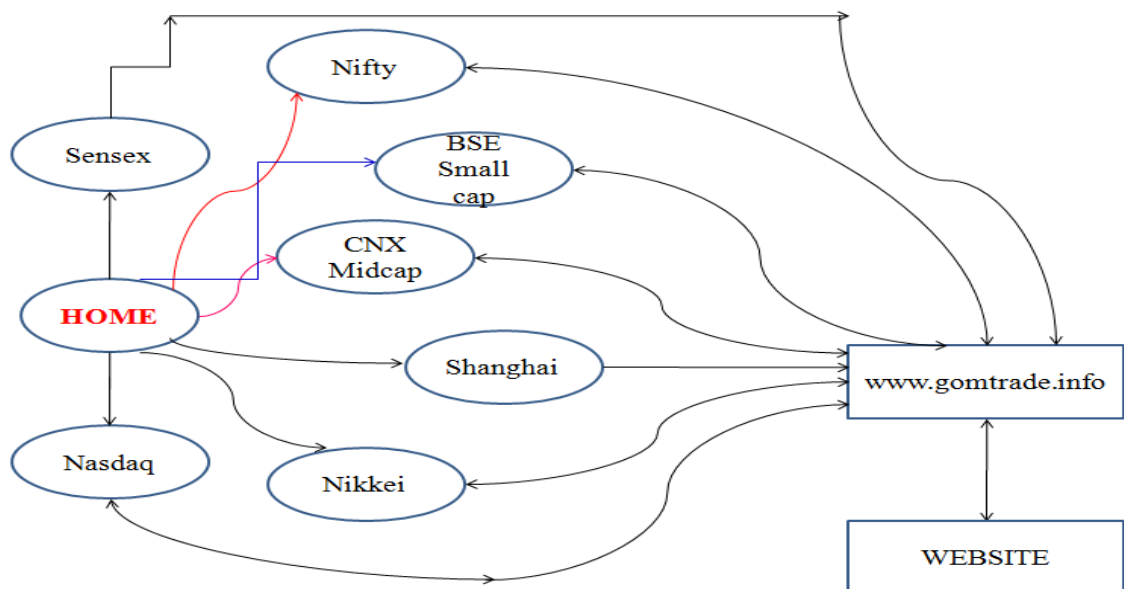 Nifty
Sensex
BSE
Small
cap
CNX
Midcap
HOME
Shanghai
www.gomtrade.info
Nasdaq
Nikkei
WEBSITE